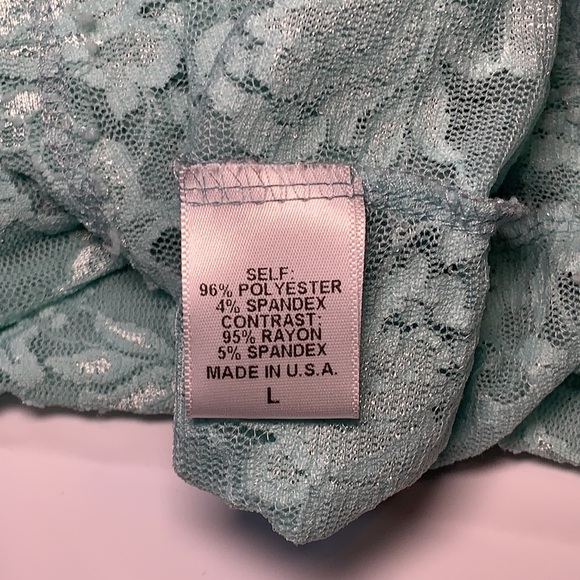 SELF:
96% POLYESTER
4% SPANDEX
CONTRAST:
95% RAYON
5% SPANDEX
MADE IN U.S.A.
L